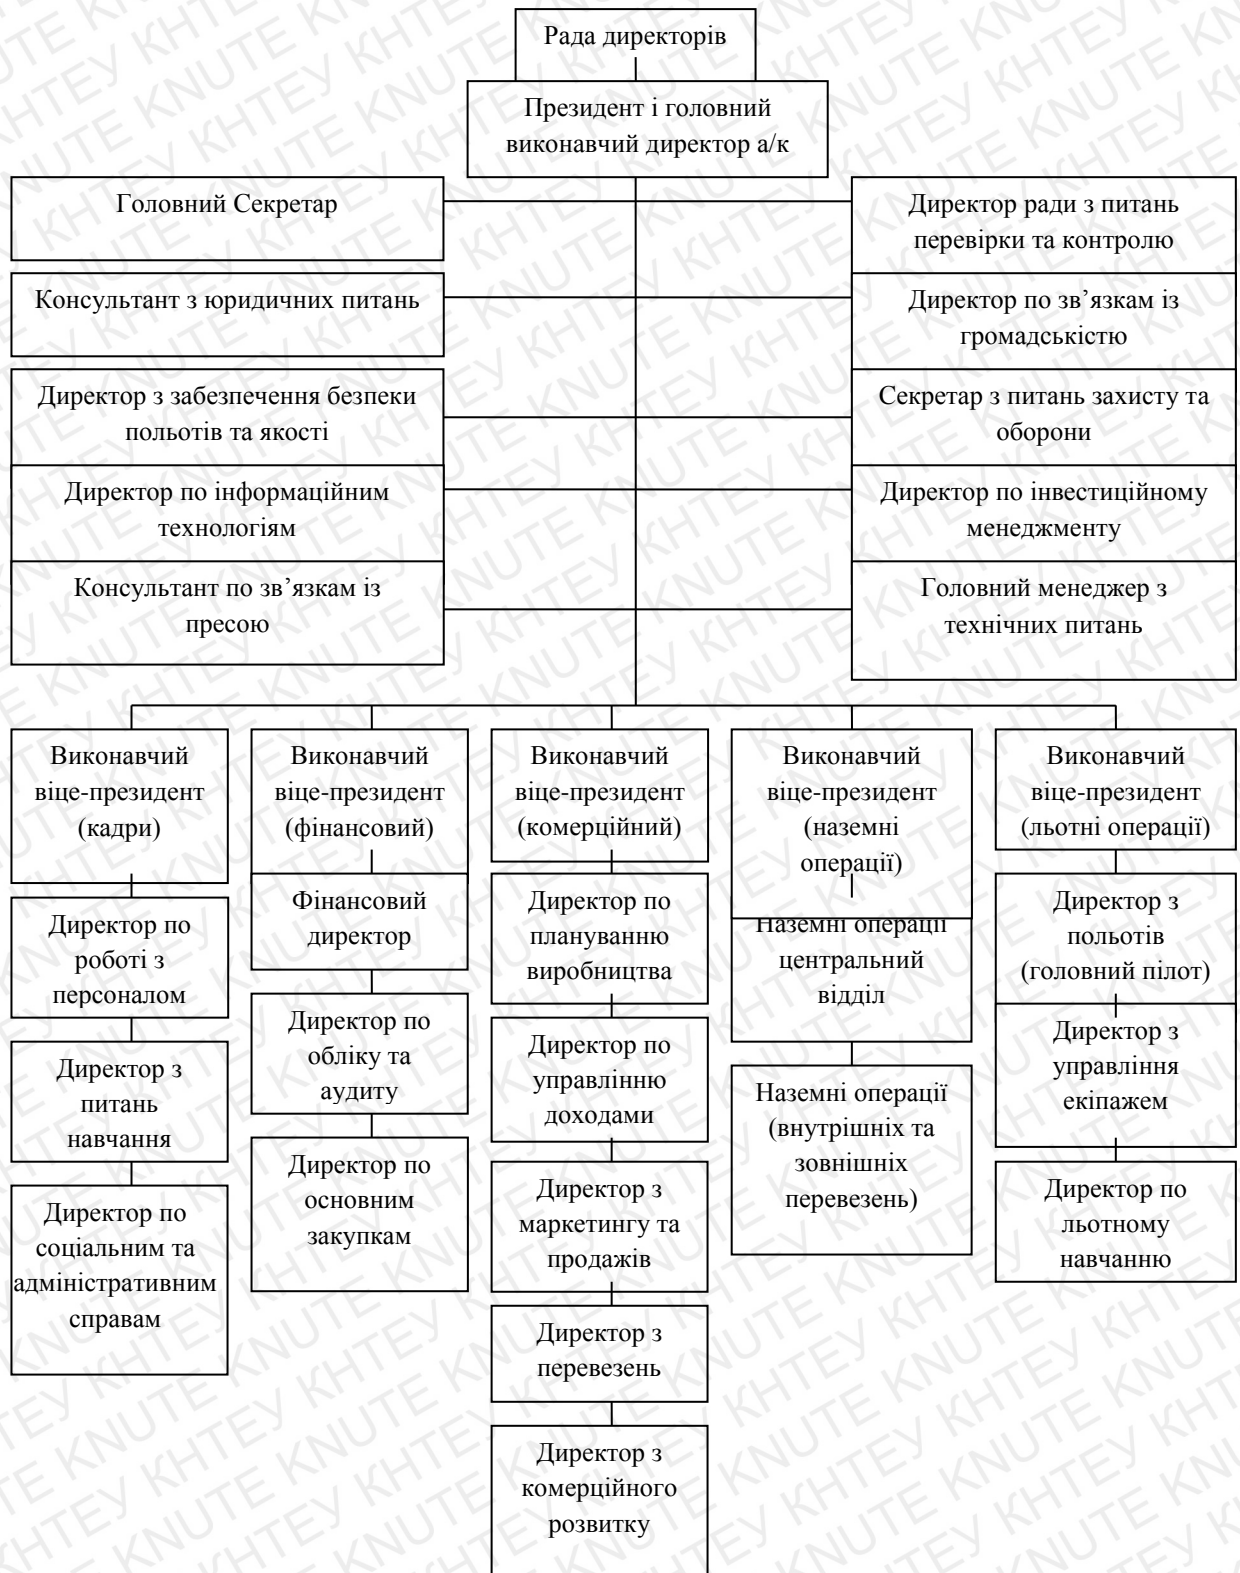 Рада директорів
Президент і головний
виконавчий директор а/к
Головний Секретар
Директор ради з питань
перевірки та контролю
Консультант з юридичних питань
Директор по зв’язкам із
громадськістю
Директор з забезпечення безпеки
польотів та якості
Секретар з питань захисту та
оборони
Директор по інформаційним
технологіям
Директор по інвестиційному
менеджменту
Консультант по зв’язкам із
пресою
Головний менеджер з
технічних питань
Виконавчий
віце-президент
(кадри)
Директор по
роботі з
персоналом
Директор з
питань
навчання
Директор по
соціальним та
адміністративним
справам
Виконавчий
віце-президент
(фінансовий)
Фінансовий
директор
Директор по
обліку та
аудиту
Директор по
основним
закупкам
Виконавчий
віце-президент
(комерційний)
Директор по
плануванню
виробництва
Директор по
управлінню
доходами
Директор з
маркетингу та
продажів
Директор з
перевезень
Директор з
комерційного
розвитку
Виконавчий
віце-президент
(наземні
операції)
Наземні операції
центральний
відділ
Наземні операції
(внутрішніх та
зовнішніх
перевезень)
Виконавчий
віце-президент
(льотні операції)
Директор з
польотів
(головний пілот)
Директор з
управління
екіпажем
Директор по
льотному
навчанню